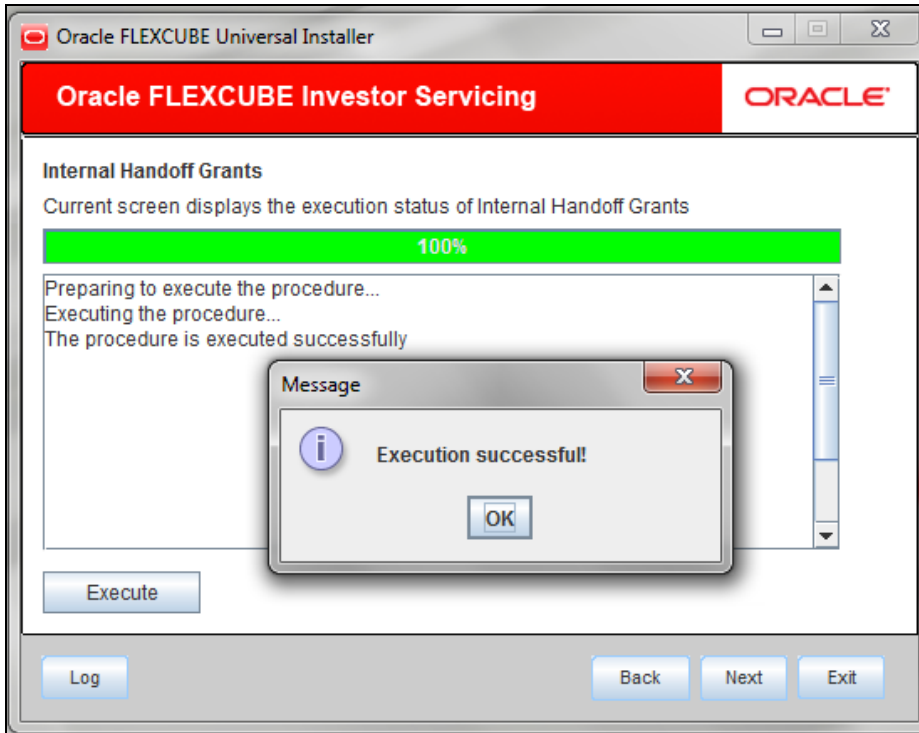 Oracle FLEXCUBE Universal Installer
Oracle FLEXCUBE Investor Servicing
ORACLE
Internal Handoff Grants
Current screen displays the execution status of Internal Handoff Grants
100%
Preparing to execute the procedure...
Executing the procedure...
The procedure is executed successfully
Message
Execution successful!
OK
Execute
Log Back Next Exit